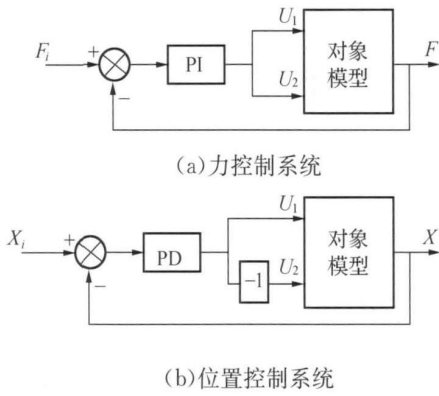 F_i + − PI U_1 U_2 对象模型 F
(a)力控制系统
X_i + − PD −1 U_1 U_2 对象模型 X
(b)位置控制系统